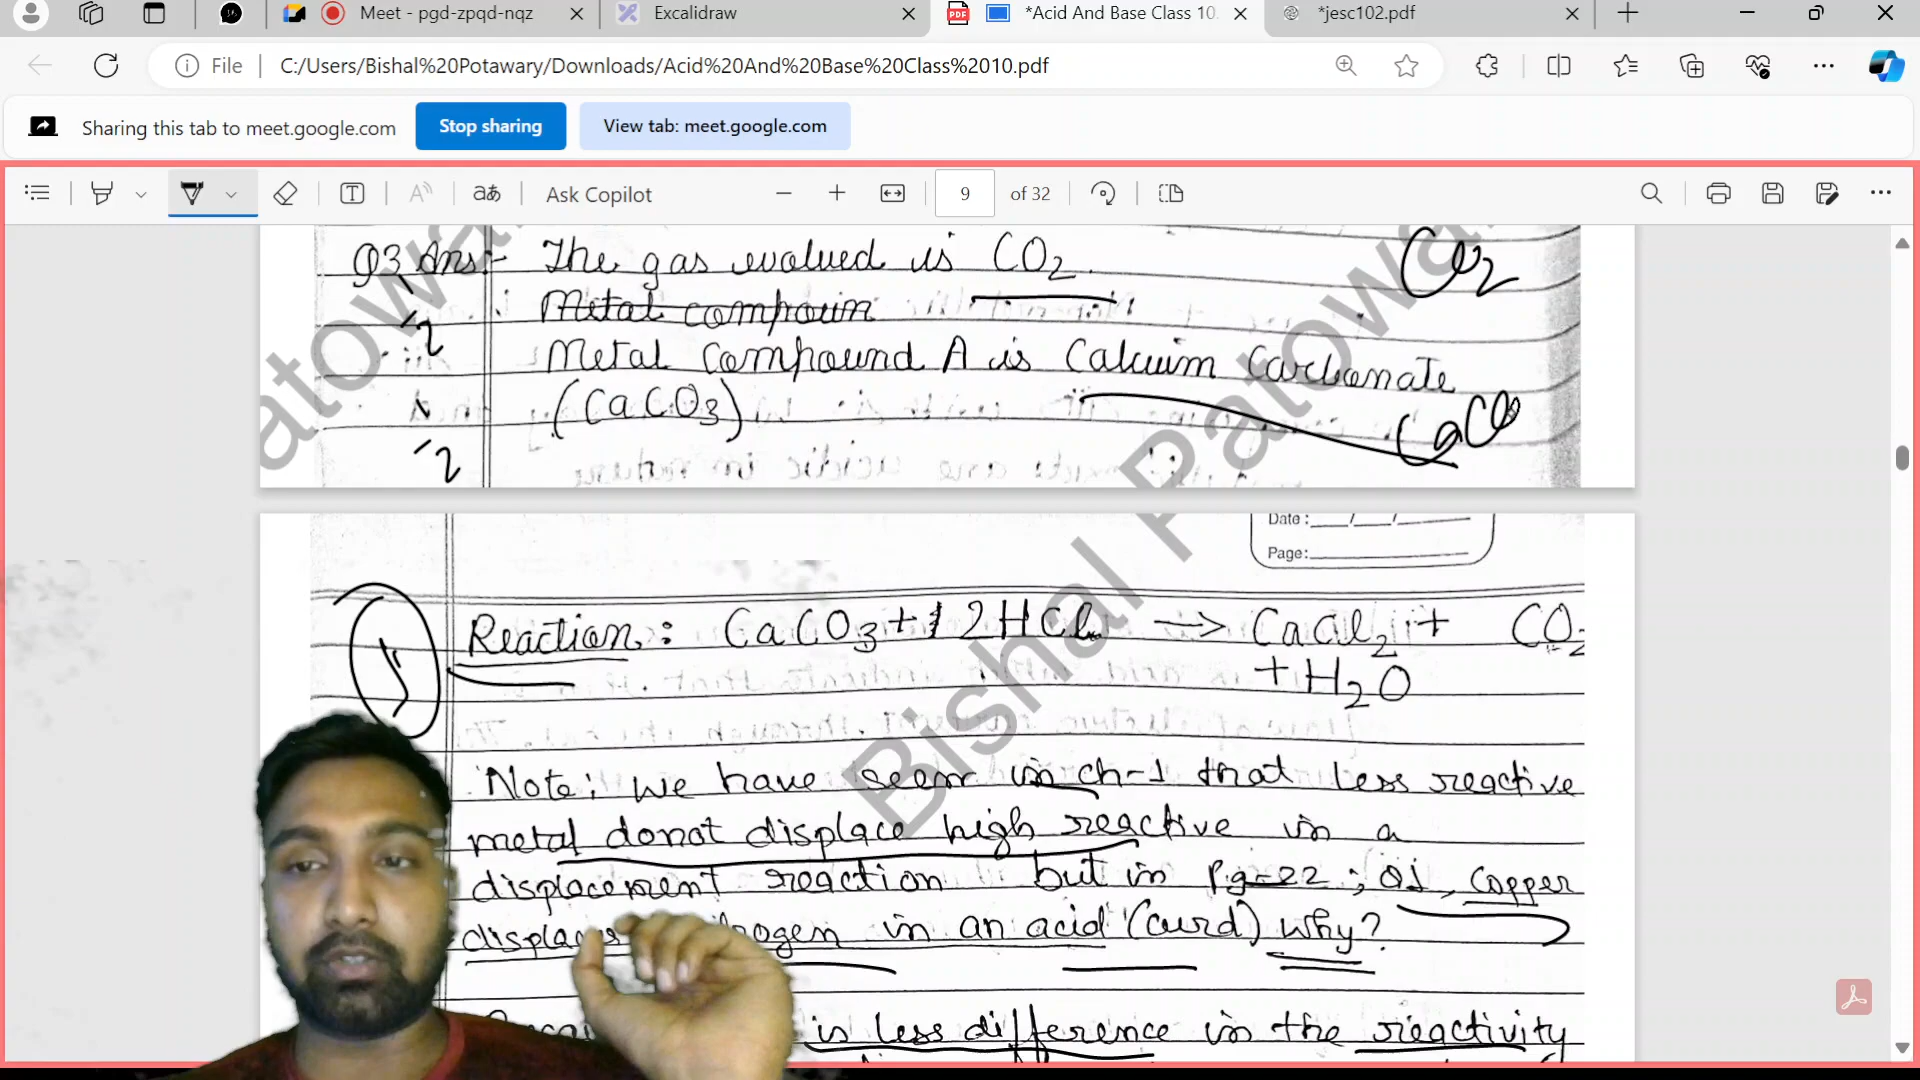 Meet - pgd-zpqd-nqz
Excalidraw
*Acid And Base Class 10.
*jesc102.pdf
File
C:/Users/Bishal%20Potawary/Downloads/Acid%20And%20Base%20Class%2010.pdf
Sharing this tab to meet.google.com
Stop sharing
View tab: meet.google.com
Ask Copilot
9
of 32
Q3 Ans:- The gas evolved is CO2.
CO2
Metal compoun
Metal Compound A is Calcium Carbonate
(CaCO3)
CaCO
Date :
Page:
Reaction: CaCO3 + 2HCl → CaCl2 + CO2
+ H2O
Note: we have seen in ch-1 that less reactive
metal donot displace high reactive in a
displacement reaction but in Pg-22; Q1, Copper
in an acid (curd) why?
is less difference in the reactivity
Bishal Patowa